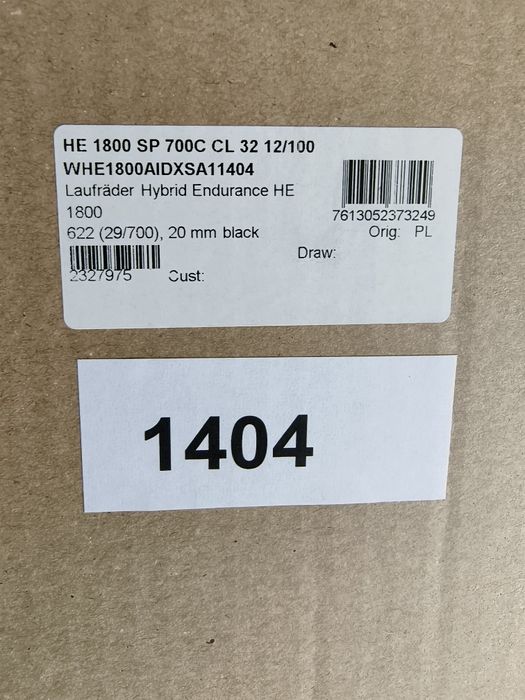 HE 1800 SP 700C CL 32 12/100
WHE1800AIDXSA11404
Laufräder Hybrid Endurance HE
1800
7613052373249
622 (29/700), 20 mm black
Orig: PL
Draw:
2327975
Cust:
1404